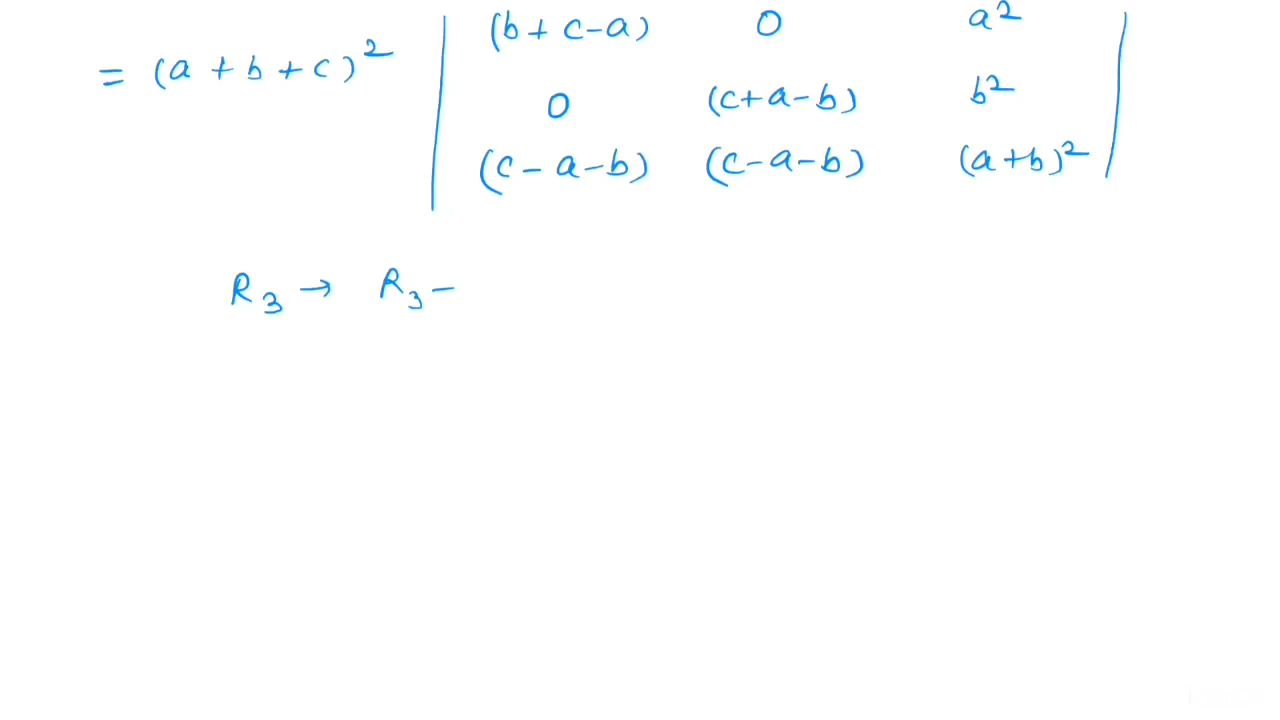 (b + c - a) 0 a²
= (a + b + c)² 0 (c + a - b) b²
(c - a - b) (c - a - b) (a + b)²
R₃ → R₃ -